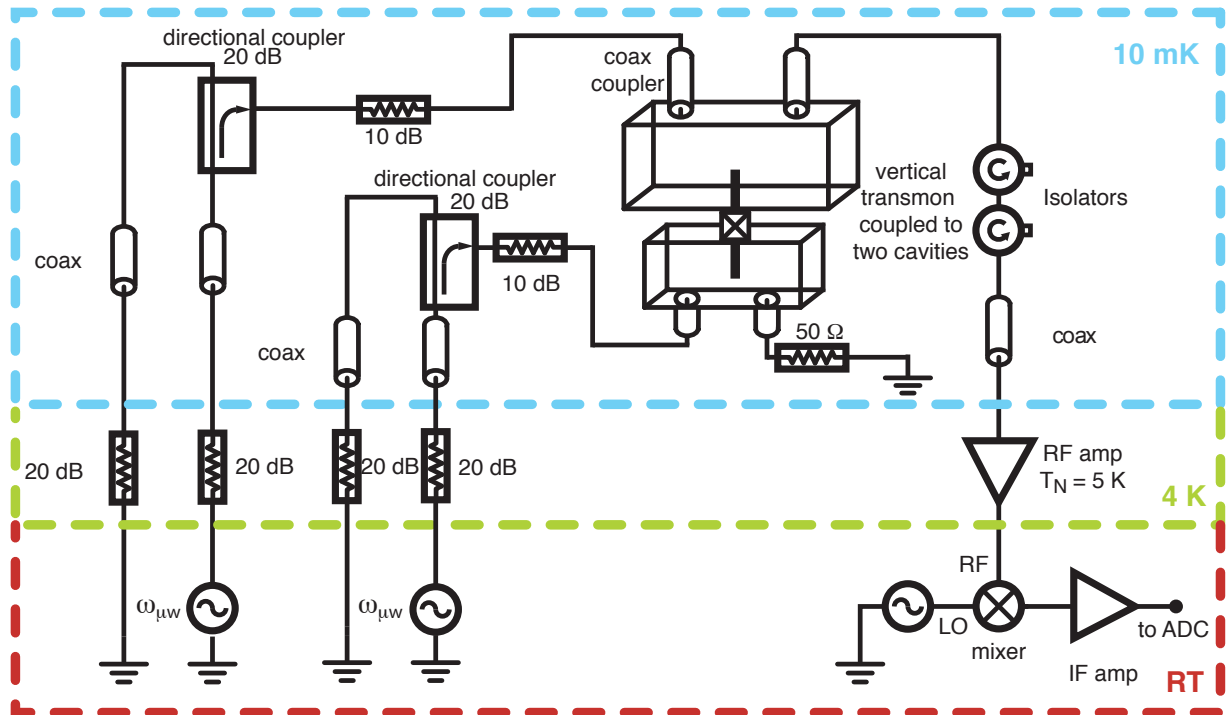 directional coupler
20 dB
10 dB
coax
coupler
10 mK
directional coupler
20 dB
10 dB
vertical
transmon
coupled to
two cavities
Isolators
coax
coax
50 Ω
coax
20 dB
20 dB
20 dB
20 dB
RF amp
T_N = 5 K
4 K
ω_μw
ω_μw
RF
LO
mixer
IF amp
to ADC
RT